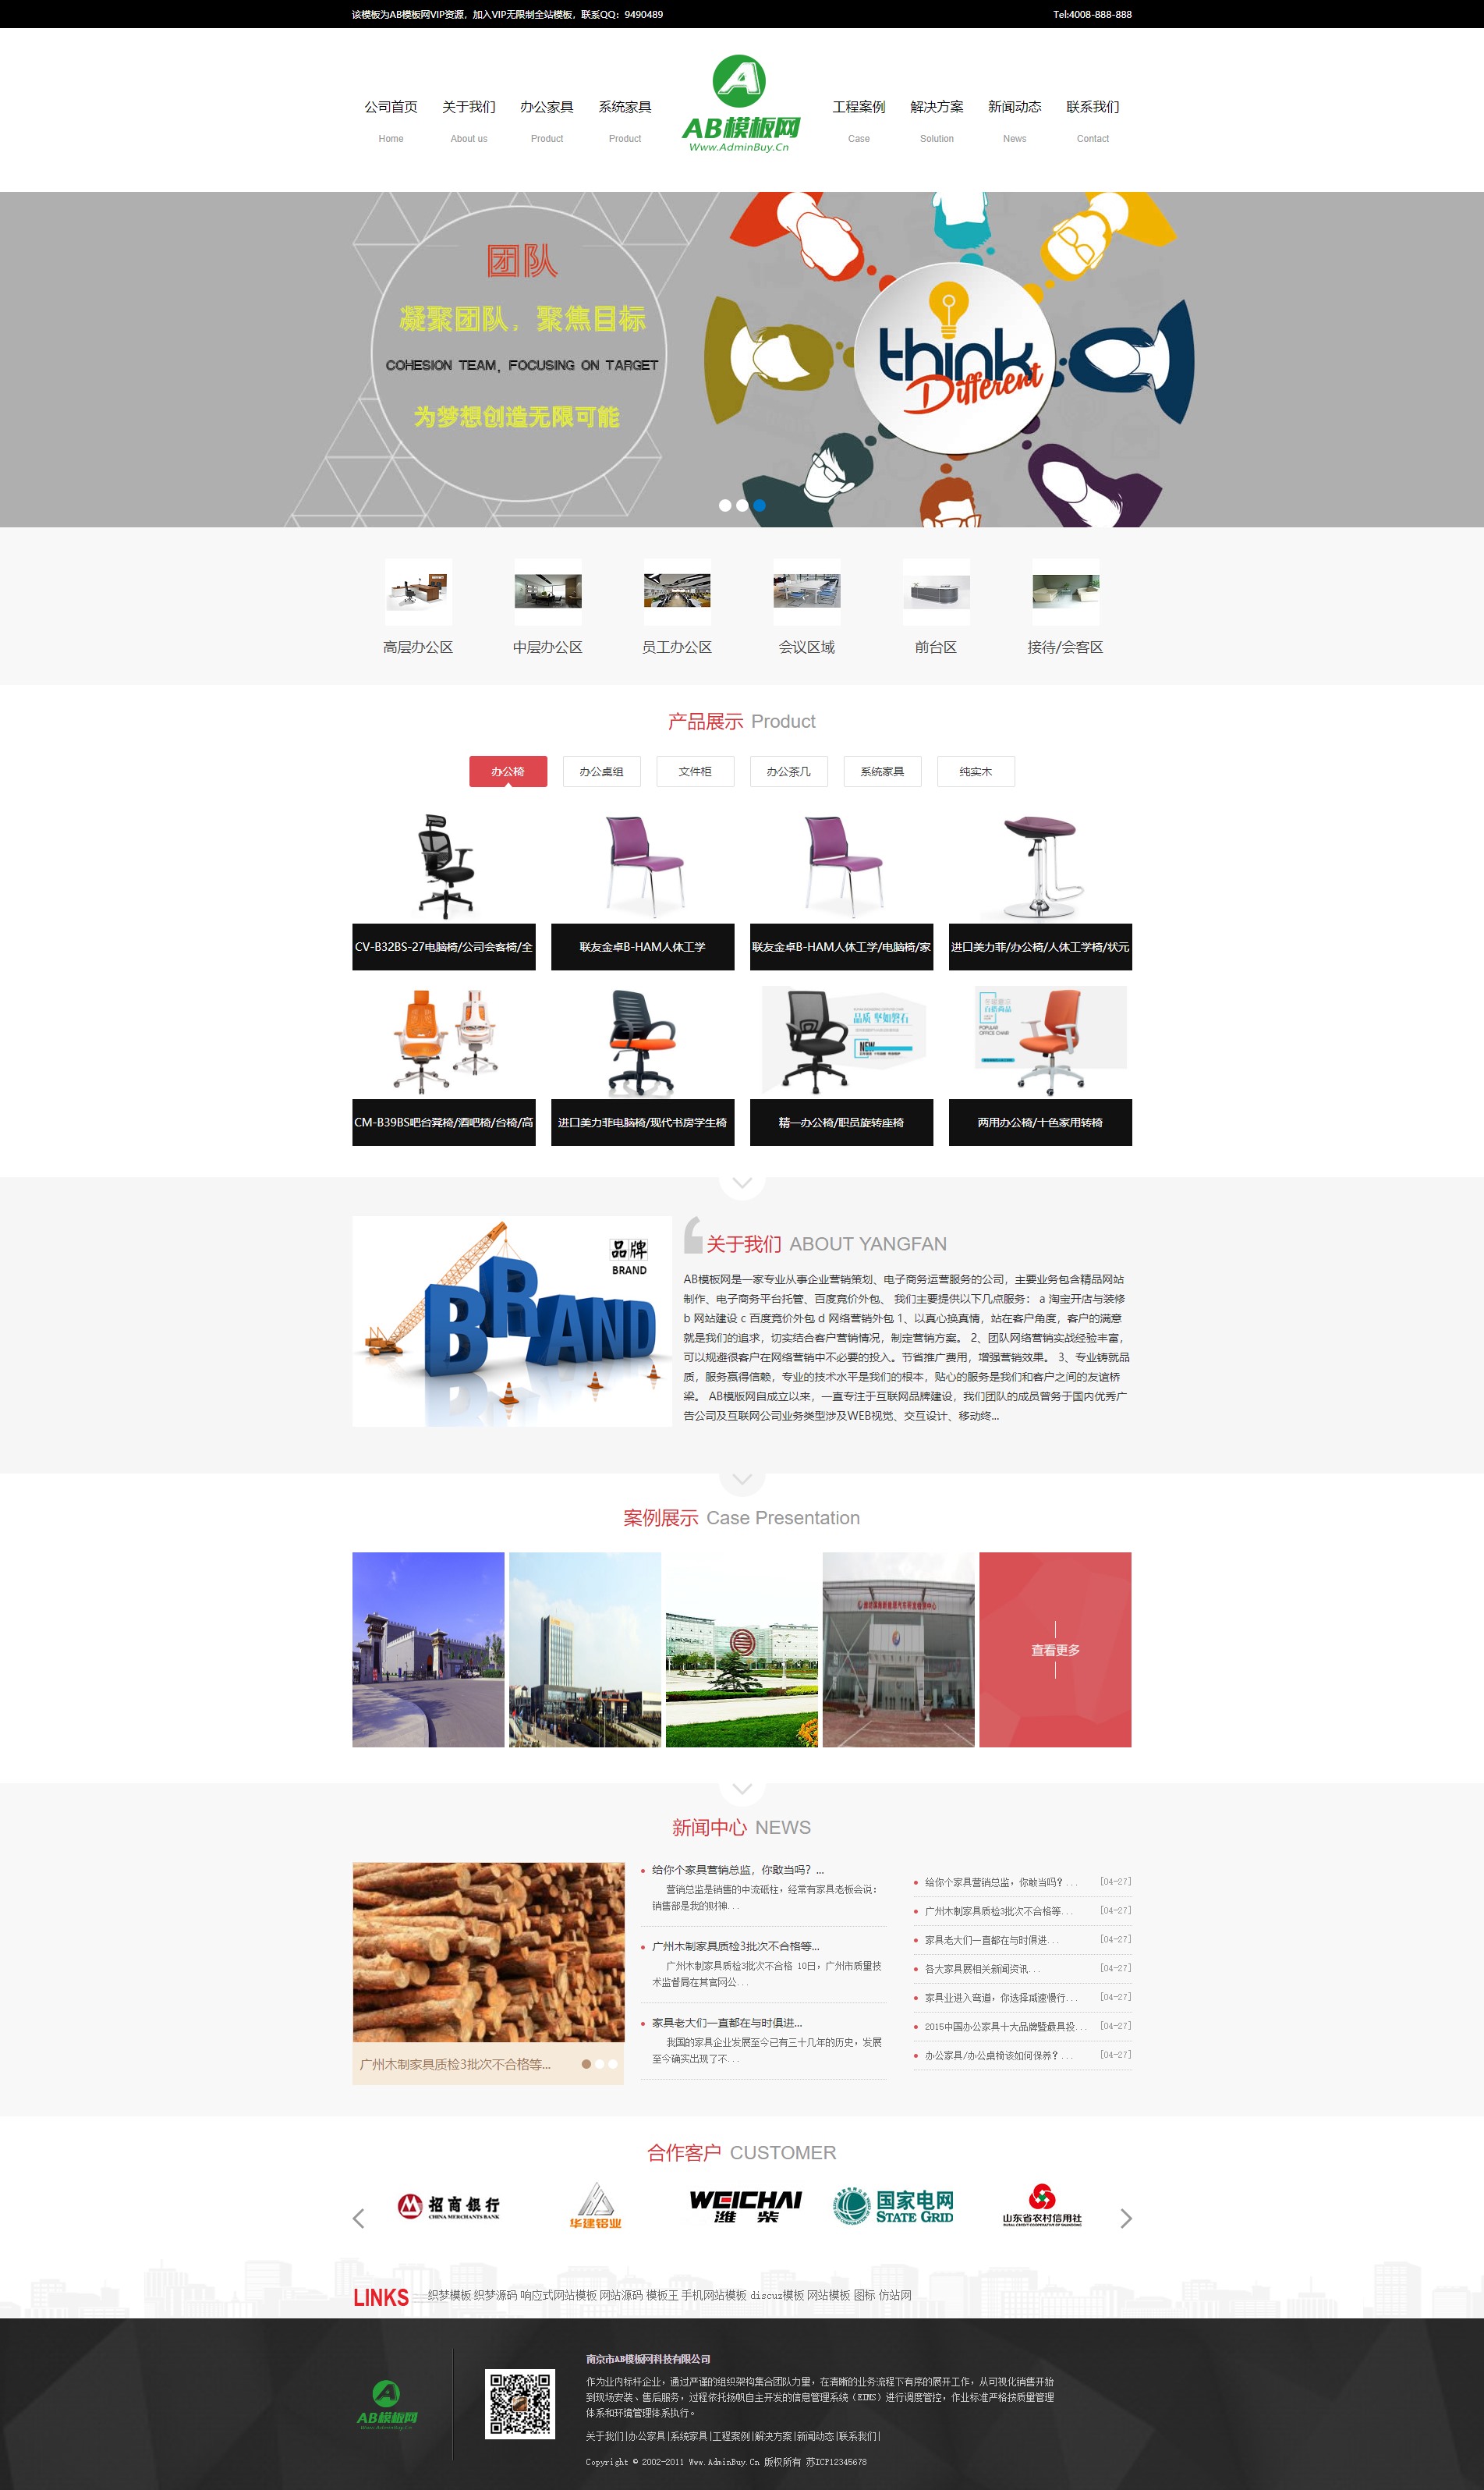 该模板为AB模板网VIP资源，加入VIP无限制全站模板，联系QQ：9490489
Tel:4008-888-888
公司首页
关于我们
办公家具
系统家具
AB模板网
Www.AdminBuy.Cn
工程案例
解决方案
新闻动态
联系我们
Home
About us
Product
Product
Case
Solution
News
Contact
团队
凝聚团队，聚焦目标
COHESION TEAM, FOCUSING ON TARGET
为梦想创造无限可能
think
Different
高层办公区
中层办公区
员工办公区
会议区域
前台区
接待/会客区
产品展示 Product
办公椅
办公桌组
文件柜
办公茶几
系统家具
纯实木
CV-B32BS-27电脑椅/公司会客椅/全
联友金卓B-HAM人体工学
联友金卓B-HAM人体工学/电脑椅/家
进口美力菲/办公椅/人体工学椅/状元
品质 坚如磐石
NEW
百搭尚品
POPULAR
OFFICE CHAIR
CM-B39BS吧台凳椅/酒吧椅/台椅/高
进口美力菲电脑椅/现代书房学生椅
精一办公椅/职员旋转座椅
两用办公椅/十色家用转椅
品牌
BRAND
BRAND
关于我们 ABOUT YANGFAN
AB模板网是一家专业从事企业营销策划、电子商务运营服务的公司，主要业务包含精品网站
制作、电子商务平台托管、百度竞价外包、 我们主要提供以下几点服务： a 淘宝开店与装修
b 网站建设 c 百度竞价外包 d 网络营销外包 1、以真心换真情，站在客户角度，客户的满意
就是我们的追求，切实结合客户营销情况，制定营销方案。 2、团队网络营销实战经验丰富，
可以规避很客户在网络营销中不必要的投入。节省推广费用，增强营销效果。 3、专业铸就品
质，服务赢得信赖，专业的技术水平是我们的根本，贴心的服务是我们和客户之间的友谊桥
梁。 AB模版网自成立以来，一直专注于互联网品牌建设，我们团队的成员曾务于国内优秀广
告公司及互联网公司业务类型涉及WEB视觉、交互设计、移动终...
案例展示 Case Presentation
查看更多
新闻中心 NEWS
广州木制家具质检3批次不合格等...
给你个家具营销总监，你敢当吗？...
营销总监是销售的中流砥柱，经常有家具老板会说：
销售部是我的财神...
广州木制家具质检3批次不合格等...
广州木制家具质检3批次不合格 10日，广州市质量技
术监督局在其官网公...
家具老大们一直都在与时俱进...
我国的家具企业发展至今已有三十几年的历史，发展
至今确实出现了不...
给你个家具营销总监，你敢当吗？... [04-27]
广州木制家具质检3批次不合格等... [04-27]
家具老大们一直都在与时俱进... [04-27]
各大家具展相关新闻资讯... [04-27]
家具业进入弯道，你选择减速慢行... [04-27]
2015中国办公家具十大品牌暨最具投... [04-27]
办公家具/办公桌椅该如何保养？... [04-27]
合作客户 CUSTOMER
招商银行
CHINA MERCHANTS BANK
华建铝业
WEICHAI
潍柴
国家电网
STATE GRID
山东省农村信用社
RURAL CREDIT COOPERATIVE OF SHANDONG
LINKS
织梦模板 织梦源码 响应式网站模板 网站源码 模板王 手机网站模板 discuz模板 网站模板 图标 仿站网
AB模板网
Www.AdminBuy.Cn
南京市AB模板网科技有限公司
作为业内标杆企业，通过严谨的组织架构集合团队力量，在清晰的业务流程下有序的展开工作，从可视化销售开始
到现场安装、售后服务，过程依托扬帆自主开发的信息管理系统（EIMS）进行调度管控，作业标准严格按质量管理
体系和环境管理体系执行。
关于我们|办公家具|系统家具|工程案例|解决方案|新闻动态|联系我们|
Copyright © 2002-2011 Www.AdminBuy.Cn 版权所有 苏ICP12345678